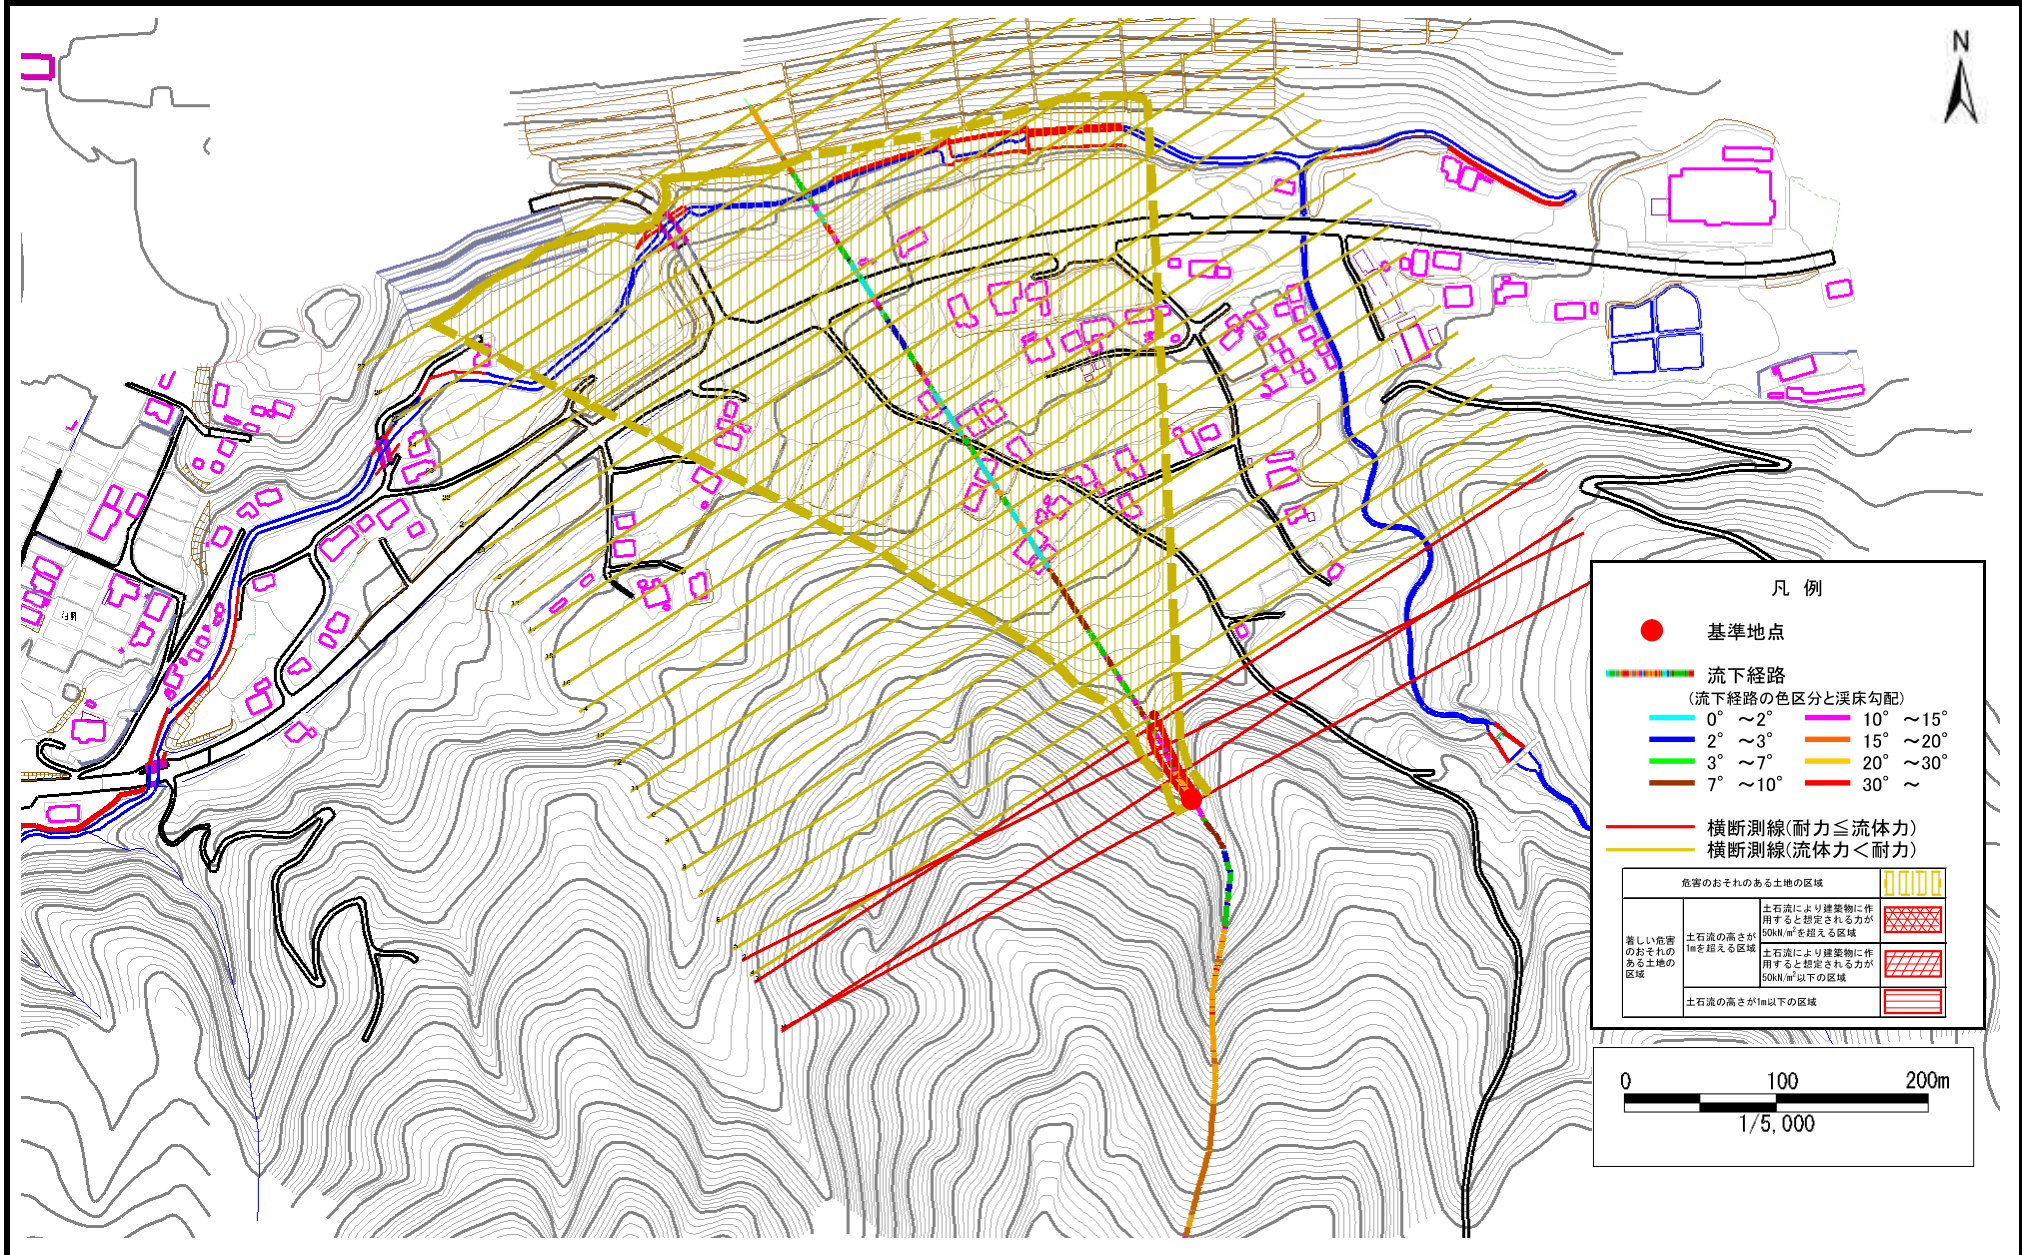 N
凡 例
基準地点
流下経路
(流下経路の色区分と渓床勾配)
0° ～2°
10° ～15°
2° ～3°
15° ～20°
3° ～7°
20° ～30°
7° ～10°
30° ～
横断測線(耐力≦流体力)
横断測線(流体力＜耐力)
危害のおそれのある土地の区域
著しい危害
のおそれの
ある土地の
区域
土石流の高さが
1mを超える区域
土石流により建築物に作
用すると想定される力が
50kN/m²を超える区域
土石流により建築物に作
用すると想定される力が
50kN/m²以下の区域
土石流の高さが1m以下の区域
0 100 200m
1/5,000